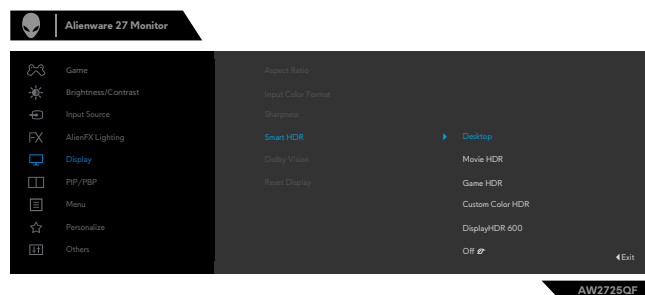 Alienware 27 Monitor
Game
Aspect Ratio
Brightness/Contrast
Input Color Format
Input Source
Sharpness
FX
AlienFX Lighting
Smart HDR
Desktop
Display
Dolby Vision
Movie HDR
PIP/PBP
Reset Display
Game HDR
Menu
Custom Color HDR
Personalize
DisplayHDR 600
Others
Off
Exit
AW2725QF